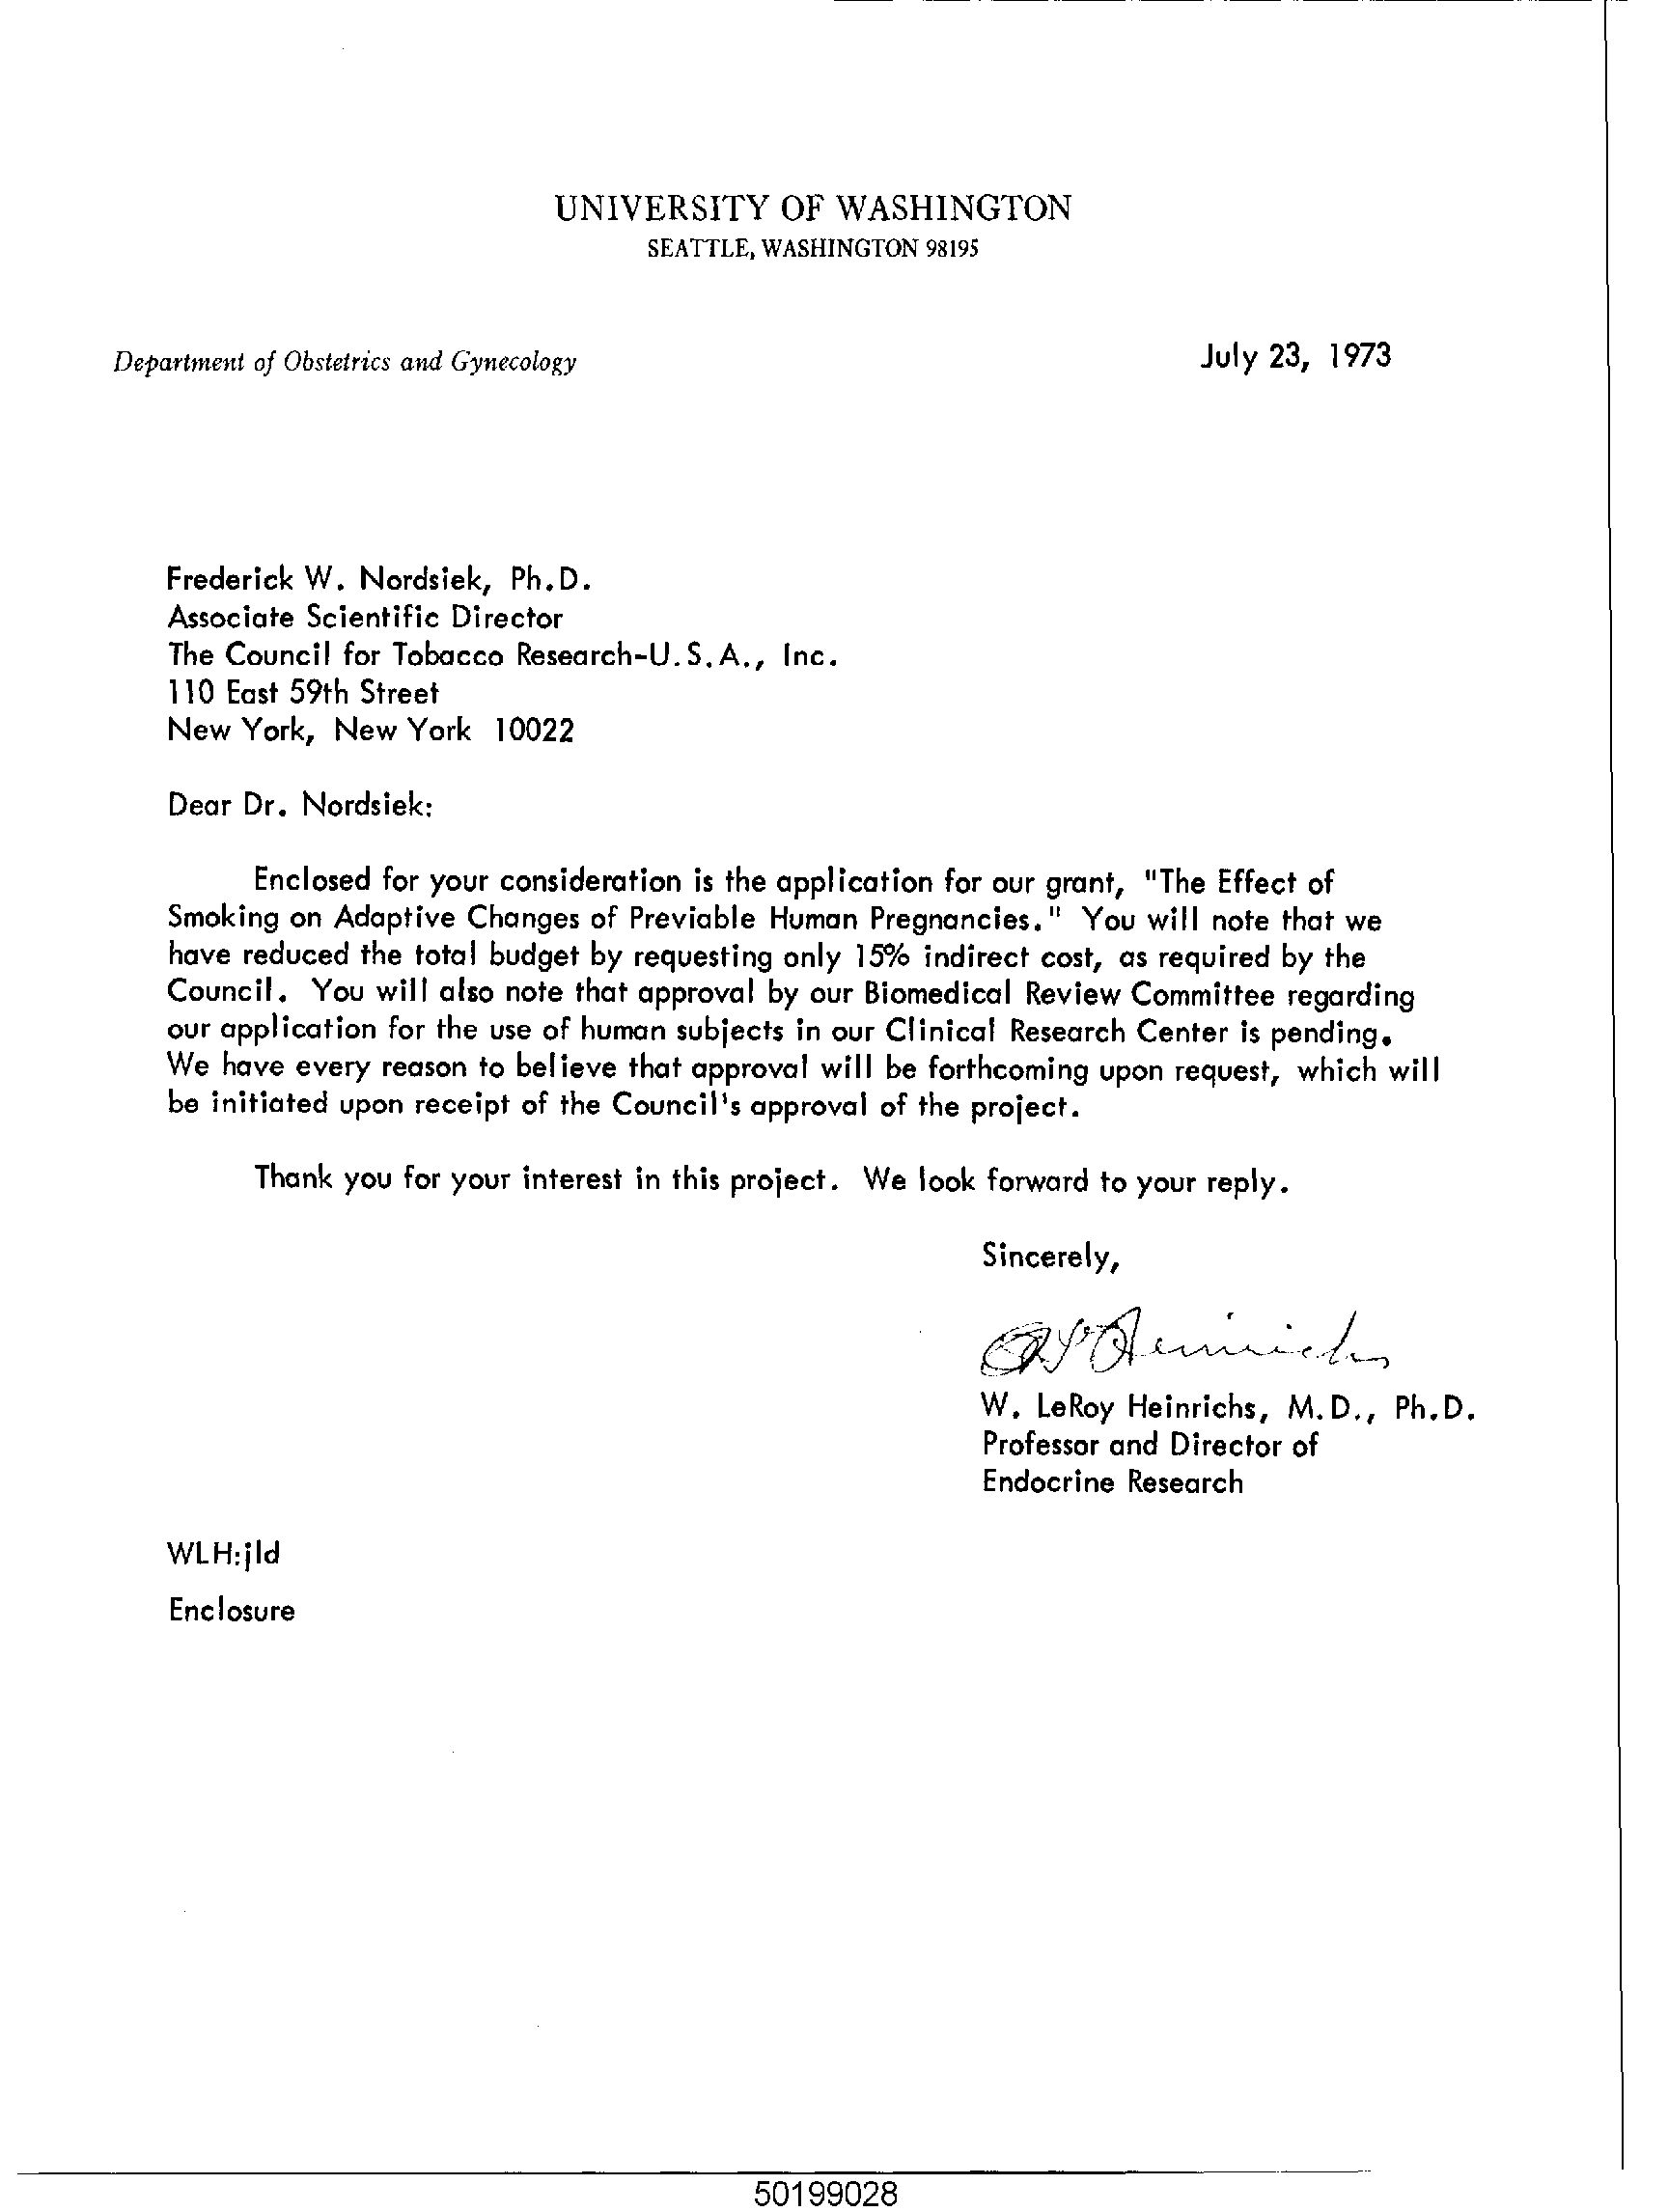 UNIVERSITY OF WASHINGTON
SEATTLE, WASHINGTON 98195
Department of Obstetrics and Gynecology
July 23, 1973
Frederick W. Nordsiek, Ph.D.
Associate Scientific Director
The Council for Tobacco Research-U.S.A., Inc.
110 East 59th Street
New York, New York 10022
Dear Dr. Nordsiek:
Enclosed for your consideration is the application for our grant, "The Effect of
Smoking on Adaptive Changes of Previable Human Pregnancies." You will note that we
have reduced the total budget by requesting only 15% indirect cost, as required by the
Council. You will also note that approval by our Biomedical Review Committee regarding
our application for the use of human subjects in our Clinical Research Center is pending.
We have every reason to believe that approval will be forthcoming upon request, which will
be initiated upon receipt of the Council's approval of the project.
Thank you for your interest in this project. We look forward to your reply.
Sincerely,
Heinrichs
W. LeRoy Heinrichs, M.D., Ph.D.
Professor and Director of
Endocrine Research
WLH:jld
Enclosure
50199028